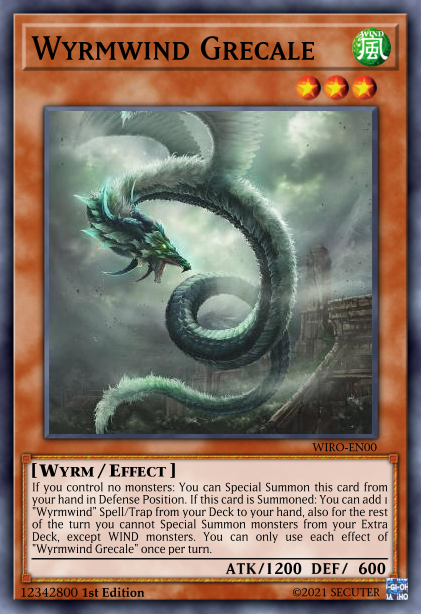 Wyrmwind Grecale
WIND
風
WIRO-EN00
[Wyrm / Effect]
If you control no monsters: You can Special Summon this card from
your hand in Defense Position. If this card is Summoned: You can add 1
"Wyrmwind" Spell/Trap from your Deck to your hand, also for the rest
of the turn you cannot Special Summon monsters from your Extra
Deck, except WIND monsters. You can only use each effect of
"Wyrmwind Grecale" once per turn.
ATK/1200 DEF/ 600
12342800 1st Edition
©2021 SECUTER